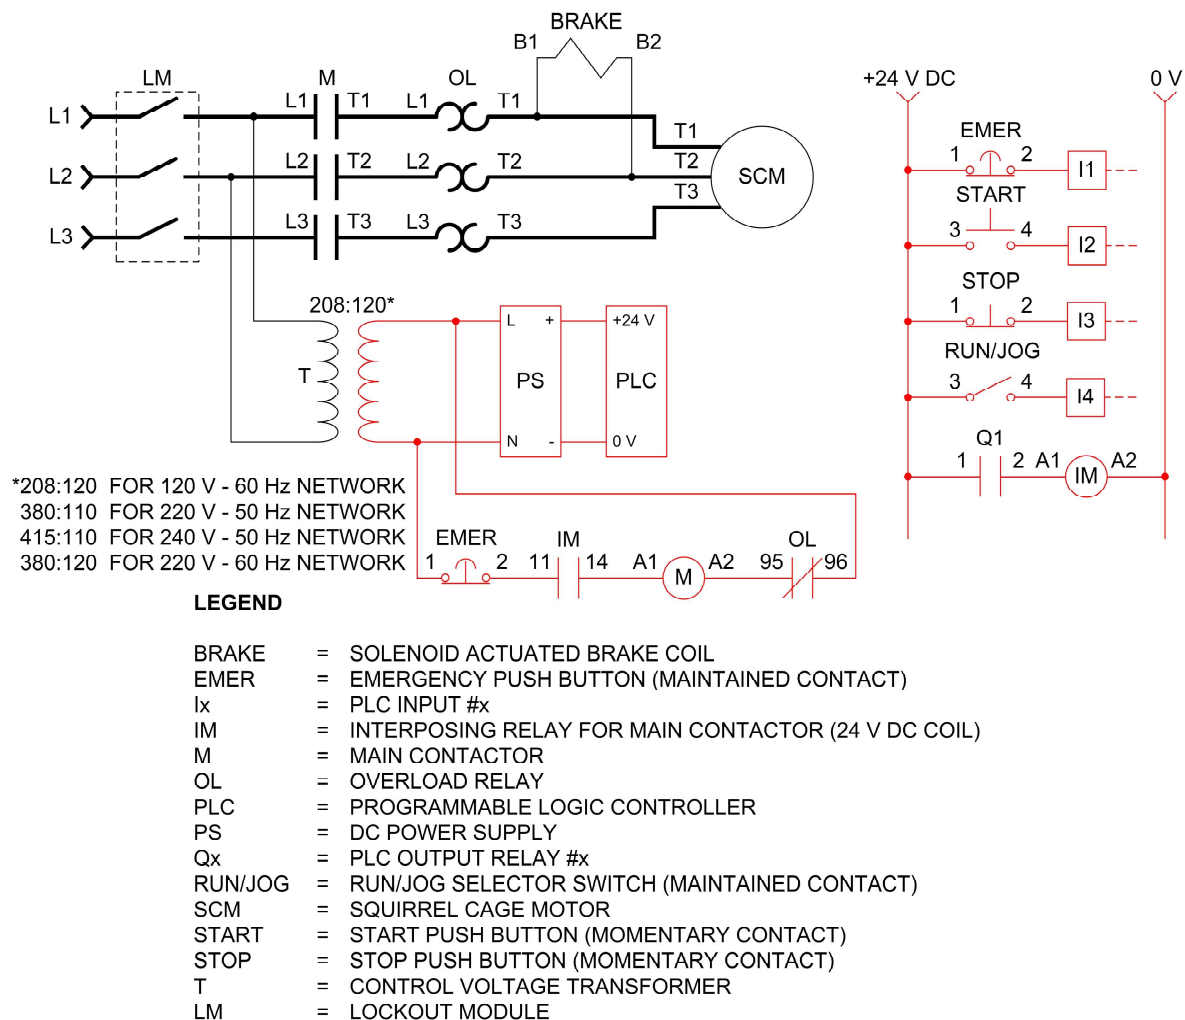 BRAKE
B1 B2
LM M OL
L1 L1 T1 L1 T1 T1
L2 L2 T2 L2 T2 T2 SCM
L3 L3 T3 L3 T3 T3
+24 V DC 0 V
EMER
1 2 I1
START
3 4 I2
STOP
1 2 I3
RUN/JOG
3 4 I4
Q1
1 2 A1 IM A2
208:120*
T
L + +24 V
PS PLC
N - 0 V
*208:120 FOR 120 V - 60 Hz NETWORK
380:110 FOR 220 V - 50 Hz NETWORK
415:110 FOR 240 V - 50 Hz NETWORK
380:120 FOR 220 V - 60 Hz NETWORK
EMER IM OL
1 2 11 14 A1 M A2 95 96
LEGEND
BRAKE = SOLENOID ACTUATED BRAKE COIL
EMER = EMERGENCY PUSH BUTTON (MAINTAINED CONTACT)
Ix = PLC INPUT #x
IM = INTERPOSING RELAY FOR MAIN CONTACTOR (24 V DC COIL)
M = MAIN CONTACTOR
OL = OVERLOAD RELAY
PLC = PROGRAMMABLE LOGIC CONTROLLER
PS = DC POWER SUPPLY
Qx = PLC OUTPUT RELAY #x
RUN/JOG = RUN/JOG SELECTOR SWITCH (MAINTAINED CONTACT)
SCM = SQUIRREL CAGE MOTOR
START = START PUSH BUTTON (MOMENTARY CONTACT)
STOP = STOP PUSH BUTTON (MOMENTARY CONTACT)
T = CONTROL VOLTAGE TRANSFORMER
LM = LOCKOUT MODULE